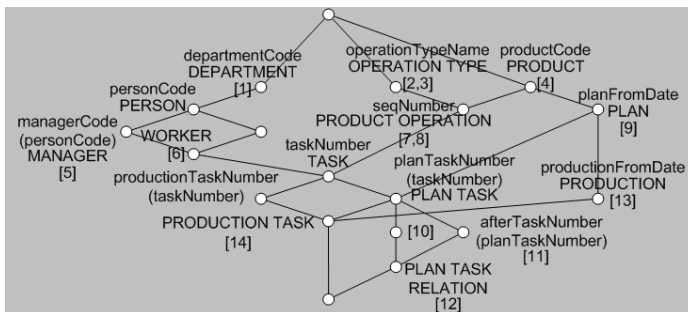 departmentCode
DEPARTMENT
[1]
operationTypeName
OPERATION TYPE
[2,3]
productCode
PRODUCT
[4]
personCode
PERSON
planFromDate
PLAN
[9]
seqNumber
PRODUCT OPERATION
[7,8]
managerCode
(personCode)
MANAGER
[5]
WORKER
[6]
taskNumber
TASK
planTaskNumber
(taskNumber)
PLAN TASK
productionFromDate
PRODUCTION
[13]
productionTaskNumber
(taskNumber)
PRODUCTION TASK
[14]
[10]
afterTaskNumber
(planTaskNumber)
[11]
PLAN TASK
RELATION
[12]